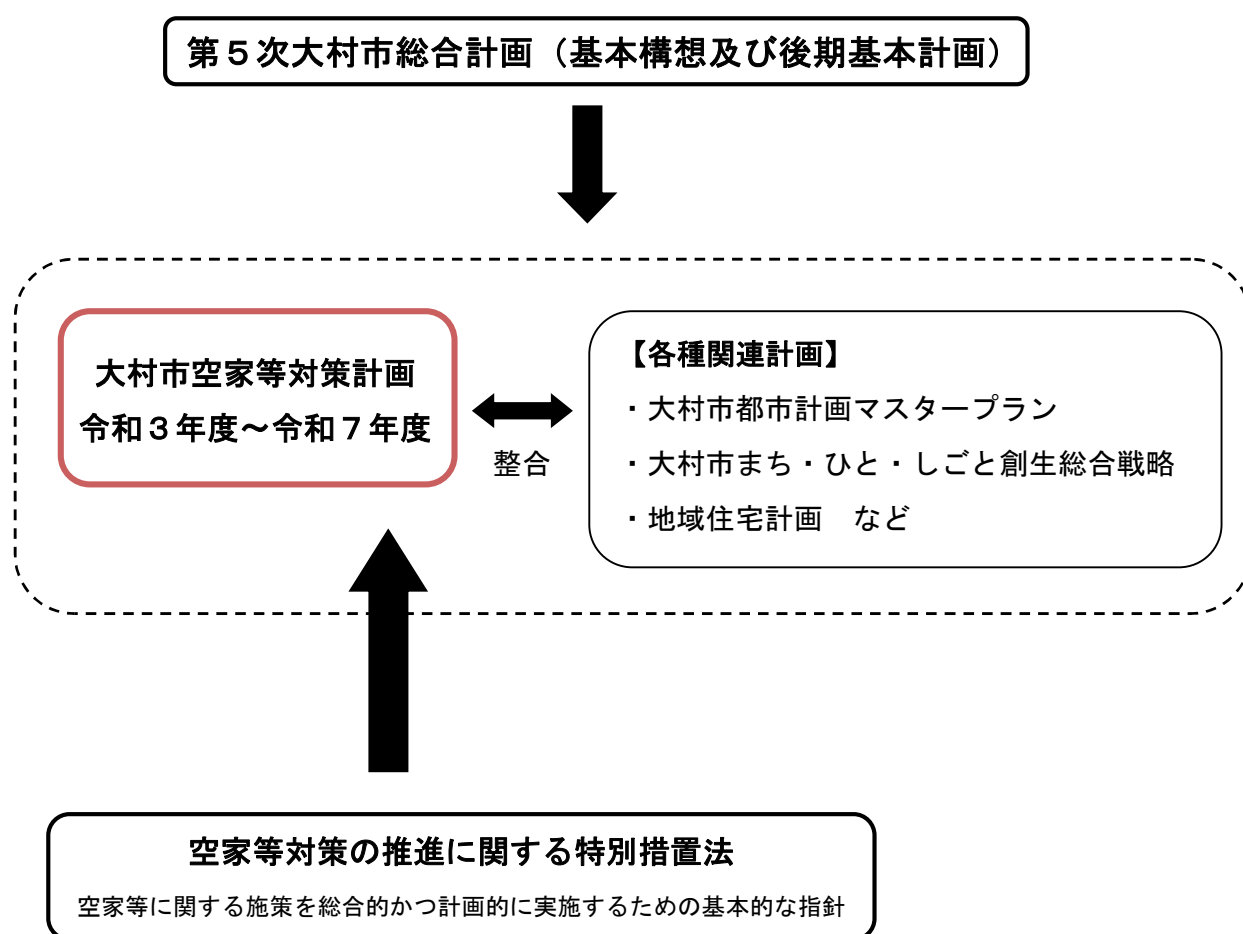 第５次大村市総合計画（基本構想及び後期基本計画）
大村市空家等対策計画
令和３年度～令和７年度
整合
【各種関連計画】
・大村市都市計画マスタープラン
・大村市まち・ひと・しごと創生総合戦略
・地域住宅計画　など
空家等対策の推進に関する特別措置法
空家等に関する施策を総合的かつ計画的に実施するための基本的な指針